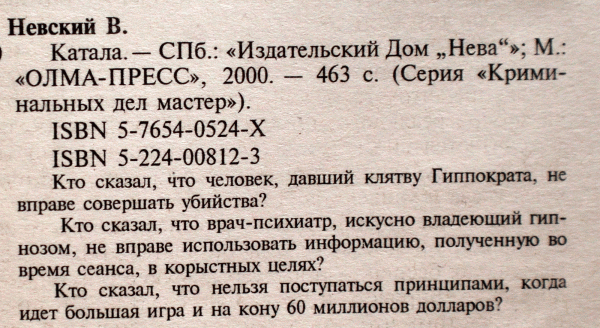 Невский В.
Катала. — СПб.: «Издательский Дом „Нева“»; М.:
«ОЛМА-ПРЕСС», 2000. — 463 с. (Серия «Крими-
нальных дел мастер»).
ISBN 5-7654-0524-X
ISBN 5-224-00812-3
Кто сказал, что человек, давший клятву Гиппократа, не
вправе совершать убийства?
Кто сказал, что врач-психиатр, искусно владеющий гип-
нозом, не вправе использовать информацию, полученную во
время сеанса, в корыстных целях?
Кто сказал, что нельзя поступаться принципами, когда
идет большая игра и на кону 60 миллионов долларов?